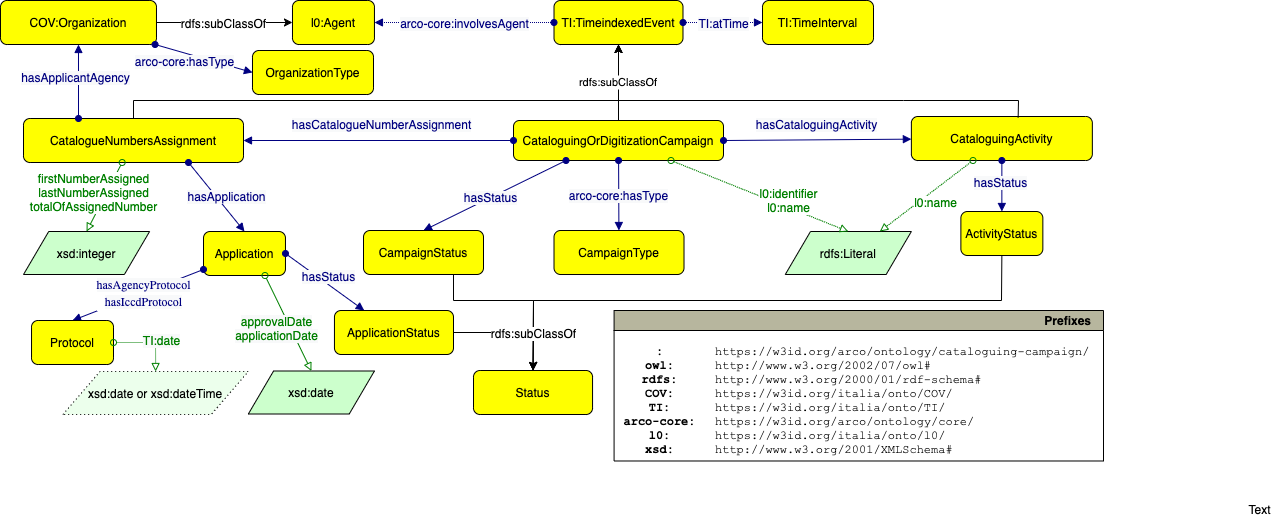 COV:Organization
rdfs:subClassOf
l0:Agent
arco-core:involvesAgent
TI:TimeindexedEvent
TI:atTime
TI:TimeInterval
arco-core:hasType
OrganizationType
hasApplicantAgency
rdfs:subClassOf
CatalogueNumbersAssignment
hasCatalogueNumberAssignment
CataloguingOrDigitizationCampaign
hasCataloguingActivity
CataloguingActivity
firstNumberAssigned
lastNumberAssigned
totalOfAssignedNumber
hasApplication
hasStatus
arco-core:hasType
l0:identifier
l0:name
l0:name
hasStatus
xsd:integer
Application
CampaignStatus
CampaignType
rdfs:Literal
ActivityStatus
hasAgencyProtocol
hasIccdProtocol
hasStatus
Protocol
TI:date
approvalDate
applicationDate
ApplicationStatus
rdfs:subClassOf
xsd:date or xsd:dateTime
xsd:date
Status
Prefixes
: https://w3id.org/arco/ontology/cataloguing-campaign/
owl: http://www.w3.org/2002/07/owl#
rdfs: http://www.w3.org/2000/01/rdf-schema#
COV: https://w3id.org/italia/onto/COV/
TI: https://w3id.org/italia/onto/TI/
arco-core: https://w3id.org/arco/ontology/core/
l0: https://w3id.org/italia/onto/l0/
xsd: http://www.w3.org/2001/XMLSchema#
Text